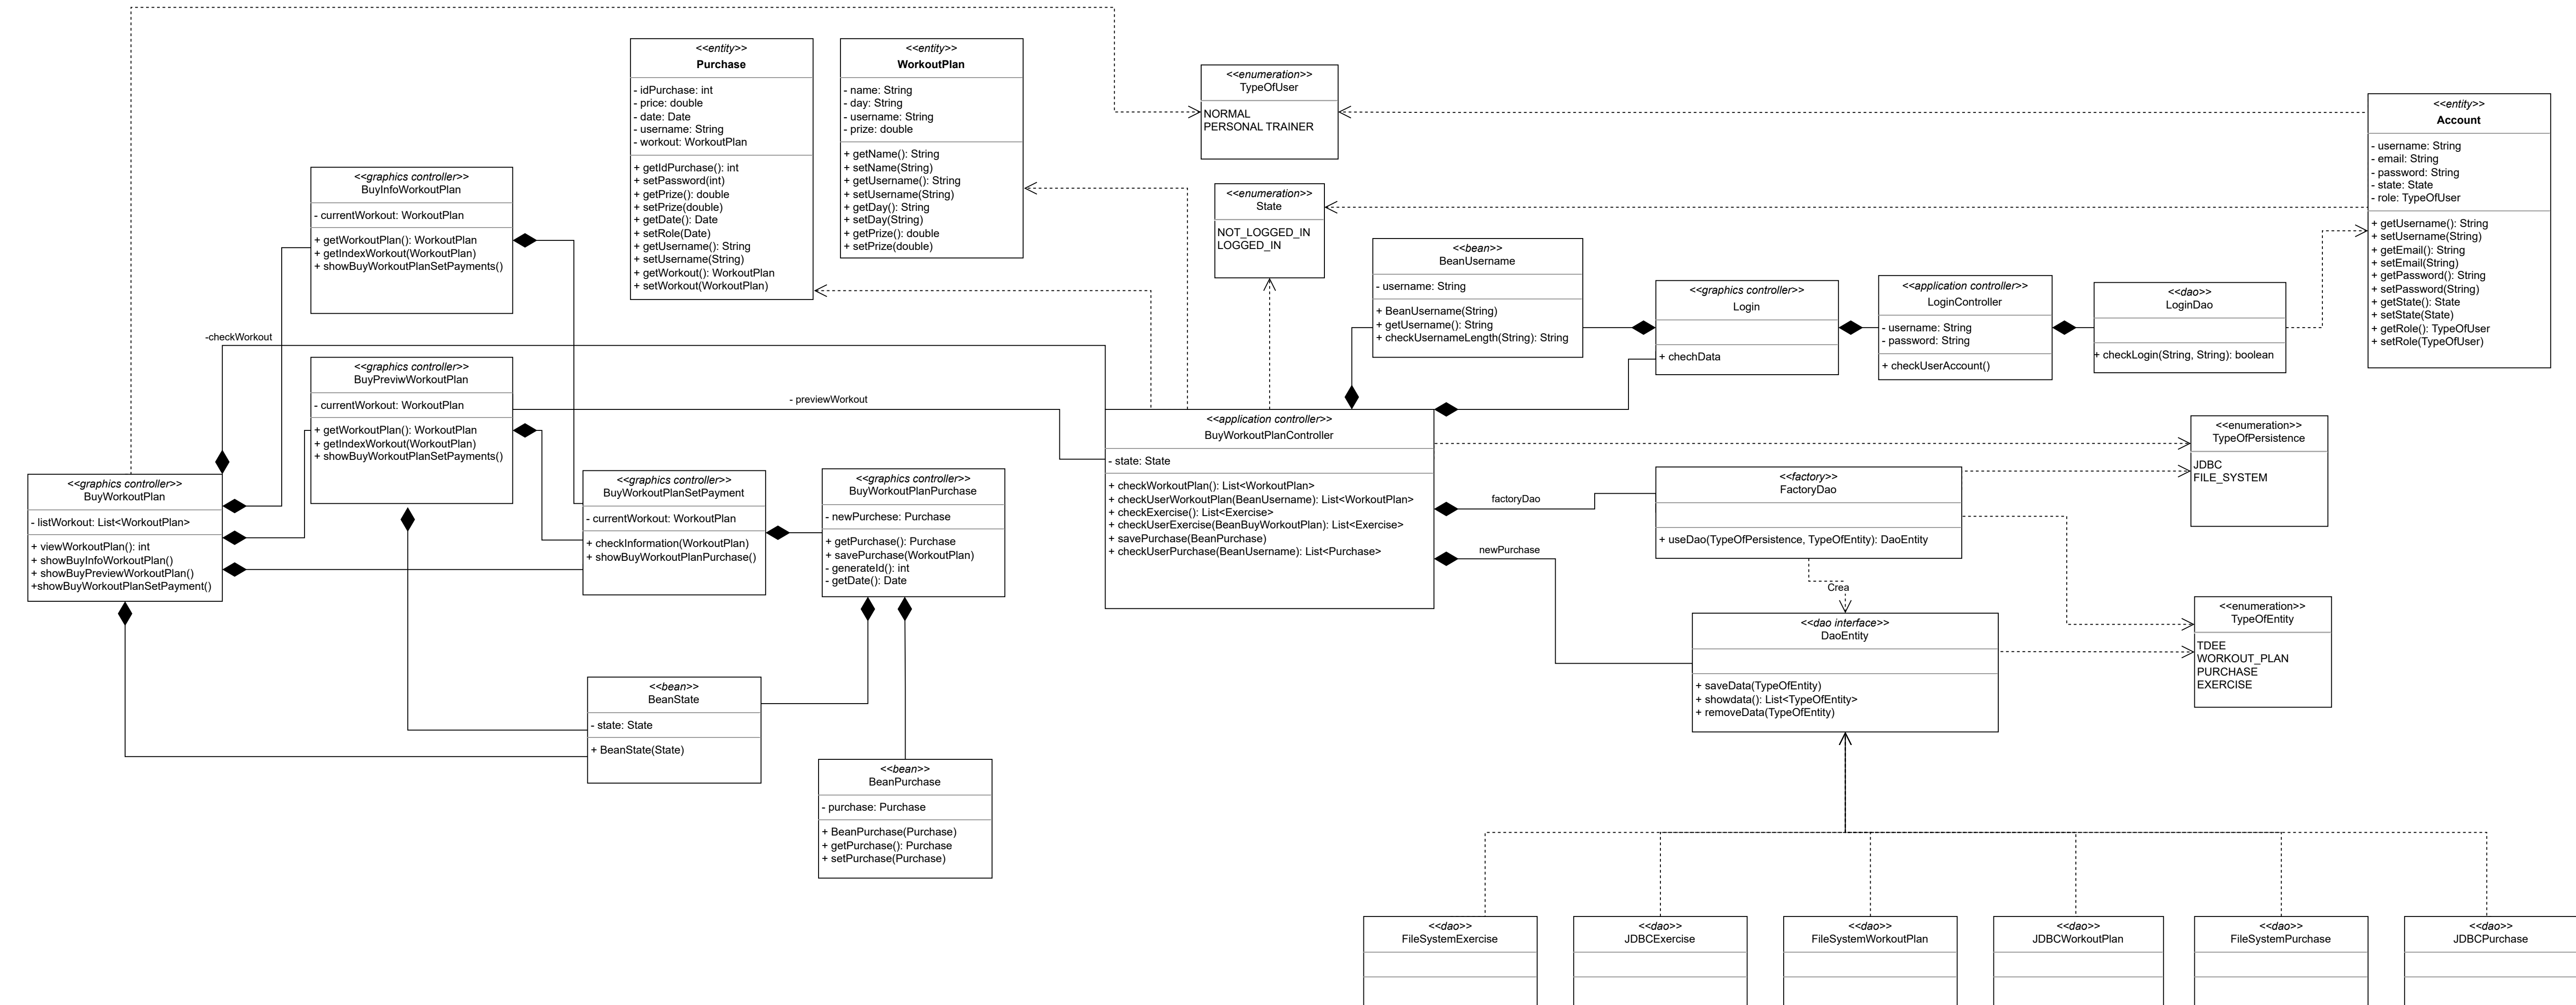 <<entity>>
Purchase
- idPurchase: int
- price: double
- date: Date
- username: String
- workout: WorkoutPlan
+ getIdPurchase(): int
+ setPassword(int)
+ getPrize(): double
+ setPrize(double)
+ getDate(): Date
+ setRole(Date)
+ getUsername(): String
+ setUsername(String)
+ getWorkout(): WorkoutPlan
+ setWorkout(WorkoutPlan)
<<entity>>
WorkoutPlan
- name: String
- day: String
- username: String
- prize: double
+ getName(): String
+ setName(String)
+ getUsername(): String
+ setUsername(String)
+ getDay(): String
+ setDay(String)
+ getPrize(): double
+ setPrize(double)
<<enumeration>>
TypeOfUser
NORMAL
PERSONAL TRAINER
<<entity>>
Account
- username: String
- email: String
- password: String
- state: State
- role: TypeOfUser
+ getUsername(): String
+ setUsername(String)
+ getEmail(): String
+ setEmail(String)
+ getPassword(): String
+ setPassword(String)
+ getState(): State
+ setState(State)
+ getRole(): TypeOfUser
+ setRole(TypeOfUser)
<<graphics controller>>
BuyInfoWorkoutPlan
- currentWorkout: WorkoutPlan
+ getWorkoutPlan(): WorkoutPlan
+ getIndexWorkout(WorkoutPlan)
+ showBuyWorkoutPlanSetPayments()
<<enumeration>>
State
NOT_LOGGED_IN
LOGGED_IN
<<bean>>
BeanUsername
- username: String
+ BeanUsername(String)
+ getUsername(): String
+ checkUsernameLength(String): String
<<graphics controller>>
Login
+ chechData
<<application controller>>
LoginController
- username: String
- password: String
+ checkUserAccount()
<<dao>>
LoginDao
+ checkLogin(String, String): boolean
-checkWorkout
<<graphics controller>>
BuyPreviwWorkoutPlan
- currentWorkout: WorkoutPlan
+ getWorkoutPlan(): WorkoutPlan
+ getIndexWorkout(WorkoutPlan)
+ showBuyWorkoutPlanSetPayments()
- previewWorkout
<<application controller>>
BuyWorkoutPlanController
- state: State
+ checkWorkoutPlan(): List<WorkoutPlan>
+ checkUserWorkoutPlan(BeanUsername): List<WorkoutPlan>
+ checkExercise(): List<Exercise>
+ checkUserExercise(BeanBuyWorkoutPlan): List<Exercise>
+ savePurchase(BeanPurchase)
+ checkUserPurchase(BeanUsername): List<Purchase>
<<enumeration>>
TypeOfPersistence
JDBC
FILE_SYSTEM
<<graphics controller>>
BuyWorkoutPlan
- listWorkout: List<WorkoutPlan>
+ viewWorkoutPlan(): int
+ showBuyInfoWorkoutPlan()
+ showBuyPreviewWorkoutPlan()
+showBuyWorkoutPlanSetPayment()
<<graphics controller>>
BuyWorkoutPlanSetPayment
- currentWorkout: WorkoutPlan
+ checkInformation(WorkoutPlan)
+ showBuyWorkoutPlanPurchase()
<<graphics controller>>
BuyWorkoutPlanPurchase
- newPurchese: Purchase
+ getPurchase(): Purchase
+ savePurchase(WorkoutPlan)
- generateId(): int
- getDate(): Date
factoryDao
<<factory>>
FactoryDao
+ useDao(TypeOfPersistence, TypeOfEntity): DaoEntity
newPurchase
Crea
<<dao interface>>
DaoEntity
+ saveData(TypeOfEntity)
+ showdata(): List<TypeOfEntity>
+ removeData(TypeOfEntity)
<<enumeration>>
TypeOfEntity
TDEE
WORKOUT_PLAN
PURCHASE
EXERCISE
<<bean>>
BeanState
- state: State
+ BeanState(State)
<<bean>>
BeanPurchase
- purchase: Purchase
+ BeanPurchase(Purchase)
+ getPurchase(): Purchase
+ setPurchase(Purchase)
<<dao>>
FileSystemExercise
<<dao>>
JDBCExercise
<<dao>>
FileSystemWorkoutPlan
<<dao>>
JDBCWorkoutPlan
<<dao>>
FileSystemPurchase
<<dao>>
JDBCPurchase